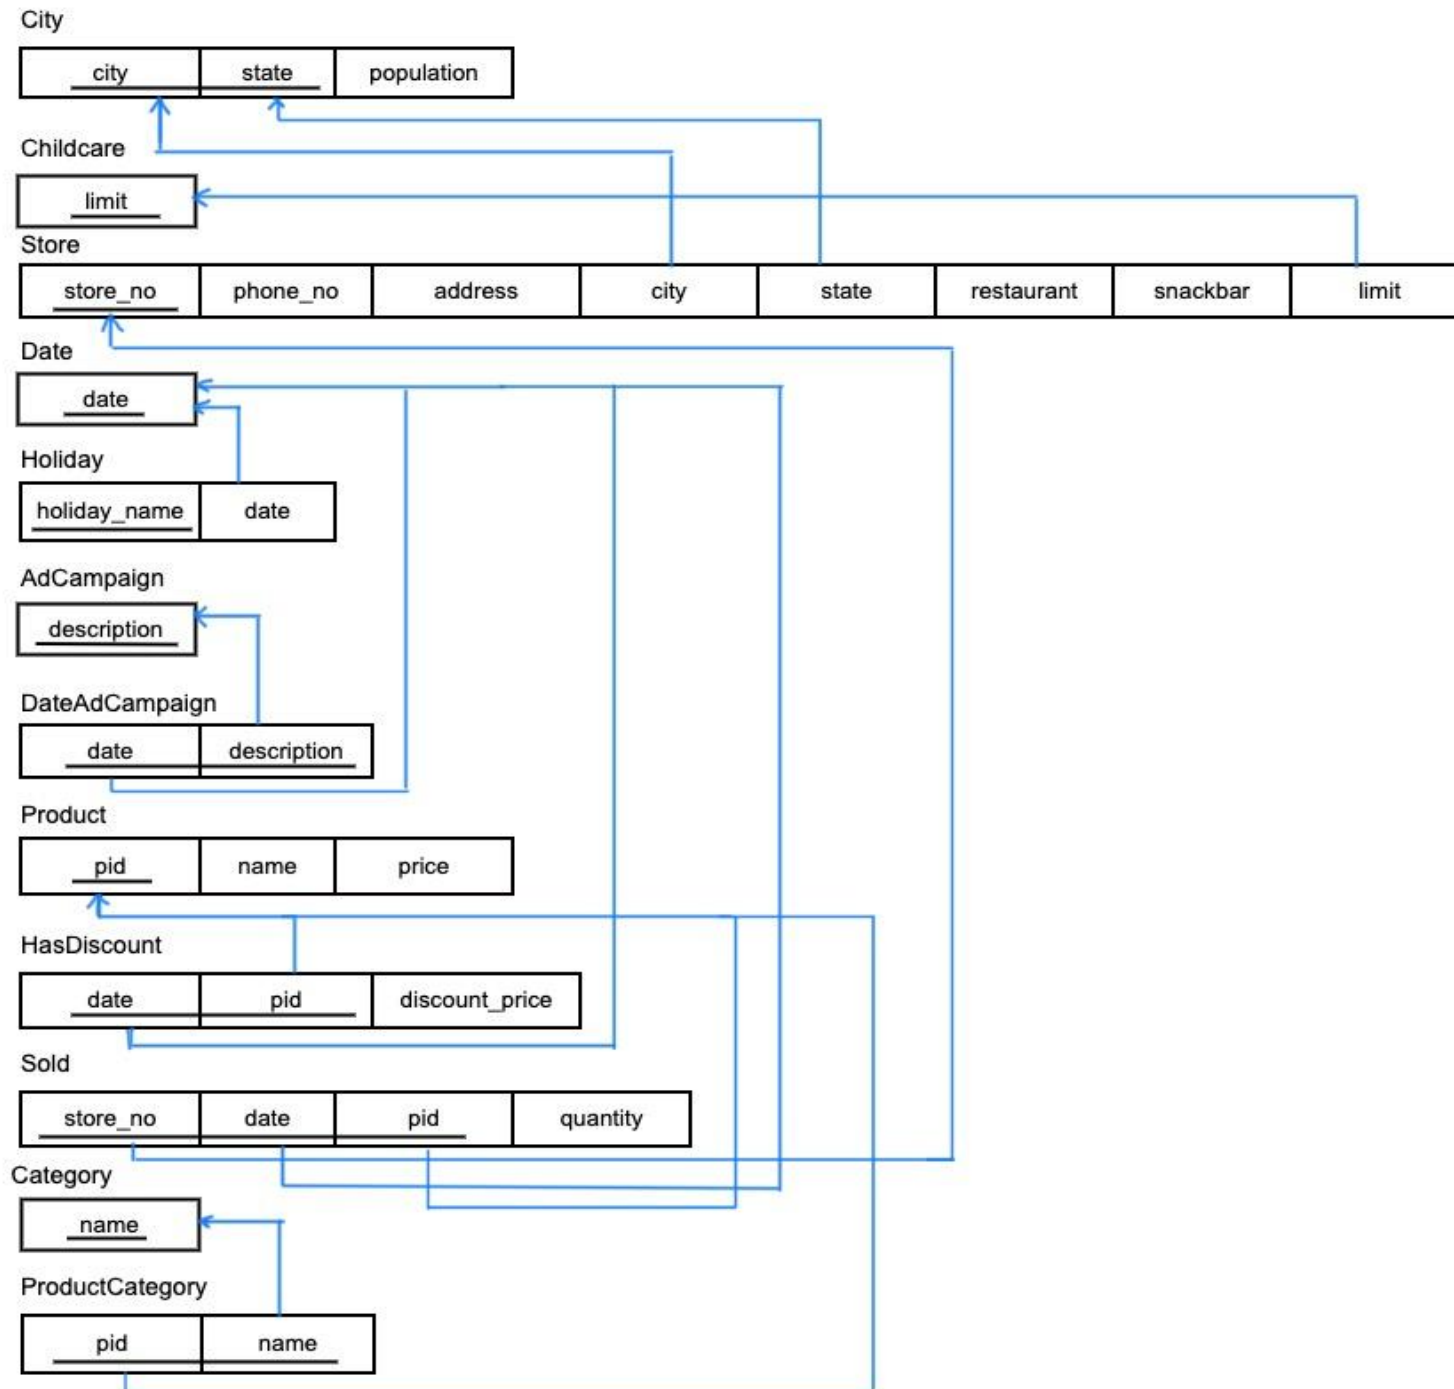 City
city state population
Childcare
limit
Store
store_no phone_no address city state restaurant snackbar limit
Date
date
Holiday
holiday_name date
AdCampaign
description
DateAdCampaign
date description
Product
pid name price
HasDiscount
date pid discount_price
Sold
store_no date pid quantity
Category
name
ProductCategory
pid name